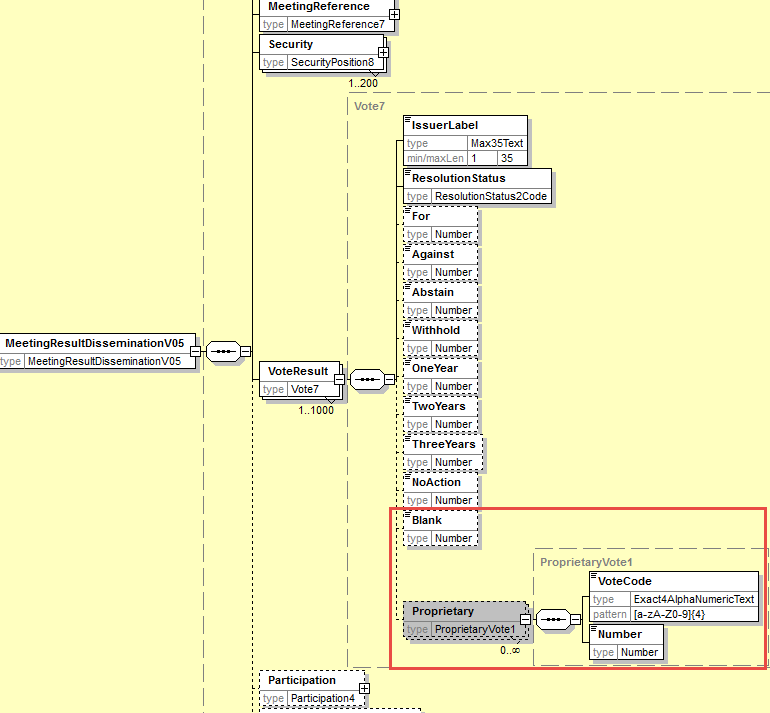 MeetingReference
type MeetingReference7
Security
type SecurityPosition8
1..200
Vote7
IssuerLabel
type Max35Text
min/maxLen 1 35
ResolutionStatus
type ResolutionStatus2Code
For
type Number
Against
type Number
Abstain
type Number
Withhold
type Number
MeetingResultDisseminationV05
type MeetingResultDisseminationV05
OneYear
type Number
VoteResult
type Vote7
1..1000
TwoYears
type Number
ThreeYears
type Number
NoAction
type Number
Blank
type Number
ProprietaryVote1
VoteCode
type Exact4AlphaNumericText
pattern [a-zA-Z0-9]{4}
Proprietary
type ProprietaryVote1
0..∞
Number
type Number
Participation
type Participation4